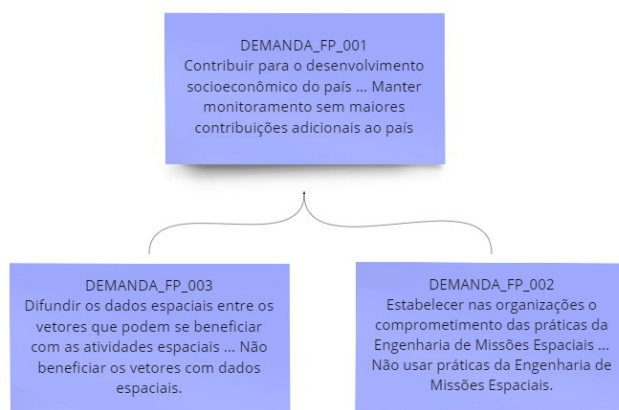 DEMANDA_FP_001
Contribuir para o desenvolvimento
socioeconômico do país ... Manter
monitoramento sem maiores
contribuições adicionais ao país
DEMANDA_FP_003
Difundir os dados espaciais entre os
vetores que podem se beneficiar
com as atividades espaciais ... Não
beneficiar os vetores com dados
espaciais.
DEMANDA_FP_002
Estabelecer nas organizações o
comprometimento das práticas da
Engenharia de Missões Espaciais ...
Não usar práticas da Engenharia de
Missões Espaciais.